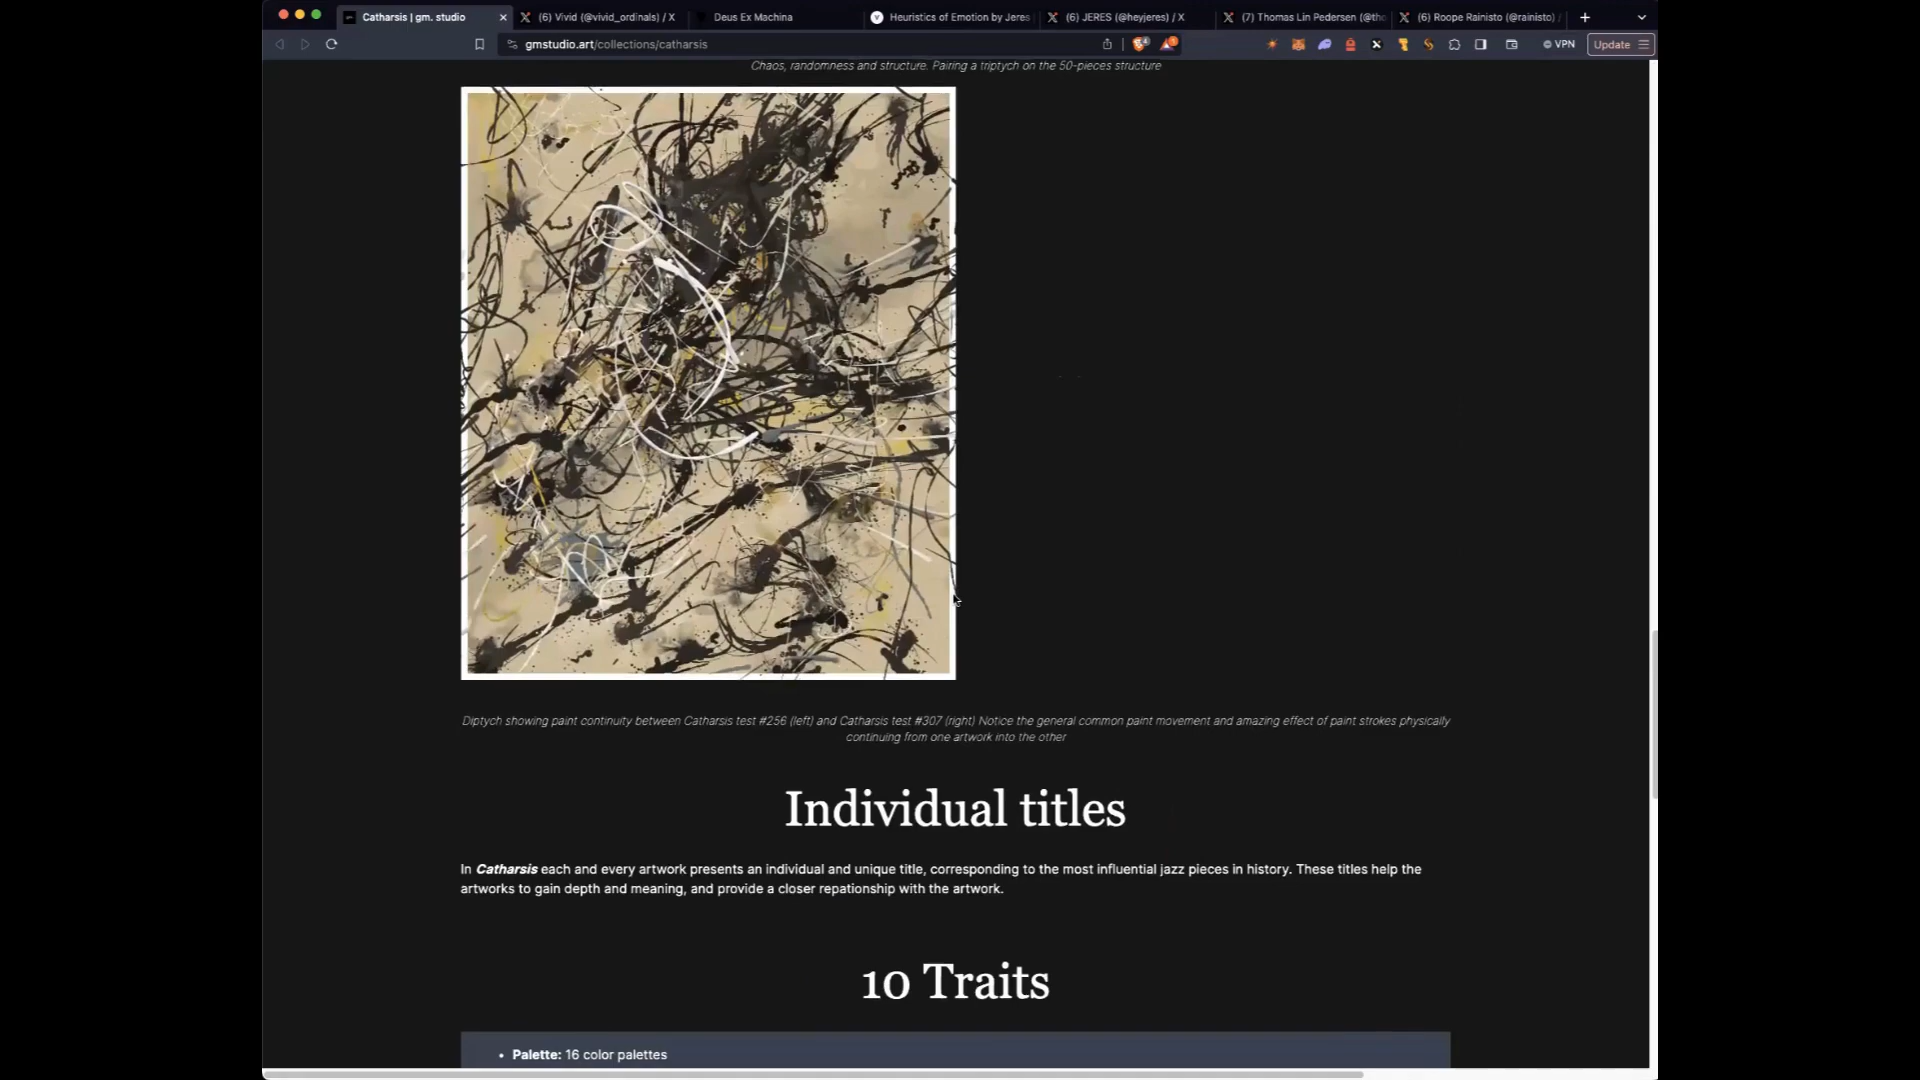 Catharsis | gm. studio
(6) Vivid (@vivid_ordinals) / X
Deus Ex Machina
Heuristics of Emotion by Jeres
(6) JERES (@heyjeres) / X
(7) Thomas Lin Pedersen (@tho
(6) Roope Rainisto (@rainisto) /
gmstudio.art/collections/catharsis
VPN
Update
Chaos, randomness and structure. Pairing a triptych on the 50-pieces structure
Diptych showing paint continuity between Catharsis test #256 (left) and Catharsis test #307 (right) Notice the general common paint movement and amazing effect of paint strokes physically
continuing from one artwork into the other
Individual titles
In Catharsis each and every artwork presents an individual and unique title, corresponding to the most influential jazz pieces in history. These titles help the
artworks to gain depth and meaning, and provide a closer repationship with the artwork.
10 Traits
• Palette: 16 color palettes